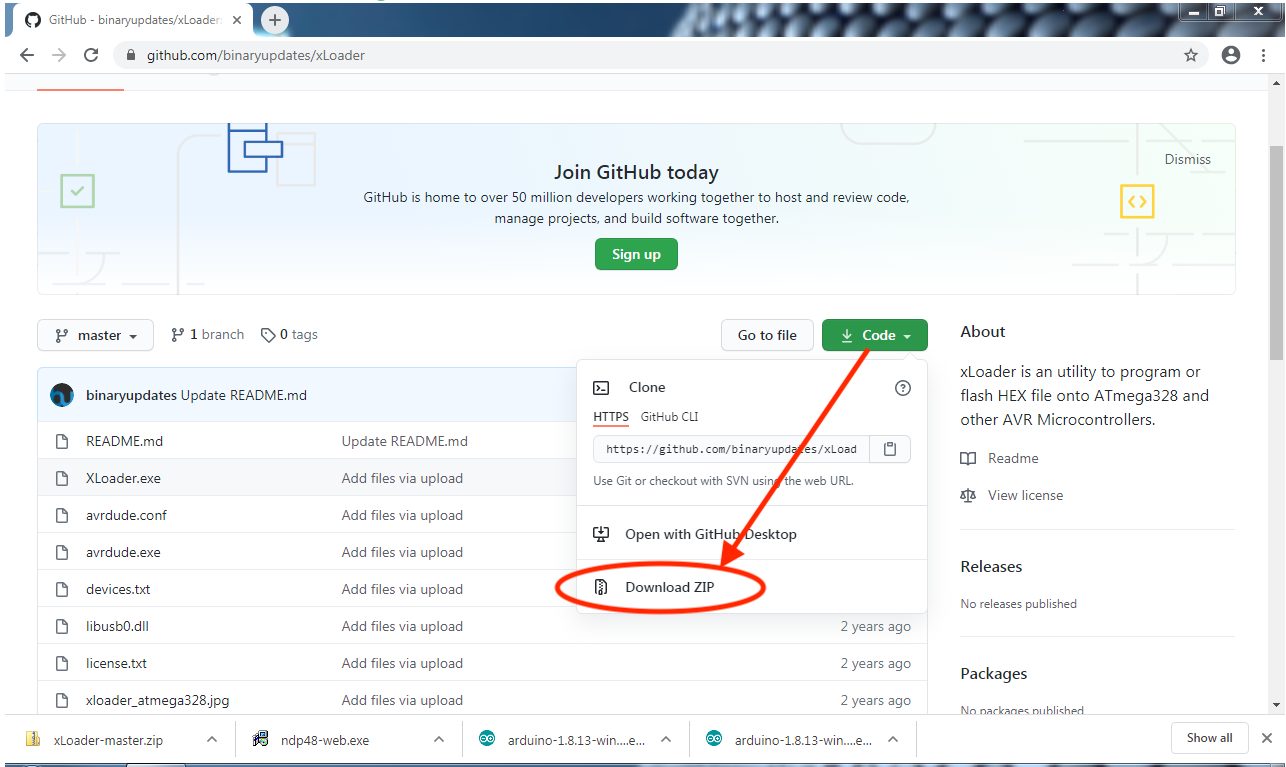 GitHub - binaryupdates/xLoader
github.com/binaryupdates/xLoader
Dismiss
Join GitHub today
GitHub is home to over 50 million developers working together to host and review code,
manage projects, and build software together.
Sign up
master
1 branch
0 tags
Go to file
Code
binaryupdates Update README.md
README.md Update README.md
XLoader.exe Add files via upload
avrdude.conf Add files via upload
avrdude.exe Add files via upload
devices.txt Add files via upload
libusb0.dll Add files via upload 2 years ago
license.txt Add files via upload 2 years ago
xloader_atmega328.jpg Add files via upload 2 years ago
Clone
HTTPS GitHub CLI
https://github.com/binaryupdates/xLoad
Use Git or checkout with SVN using the web URL.
Open with GitHub Desktop
Download ZIP
About
xLoader is an utility to program or
flash HEX file onto ATmega328 and
other AVR Microcontrollers.
Readme
View license
Releases
No releases published
Packages
No packages published
xLoader-master.zip
ndp48-web.exe
arduino-1.8.13-win....e...
arduino-1.8.13-win....e...
Show all